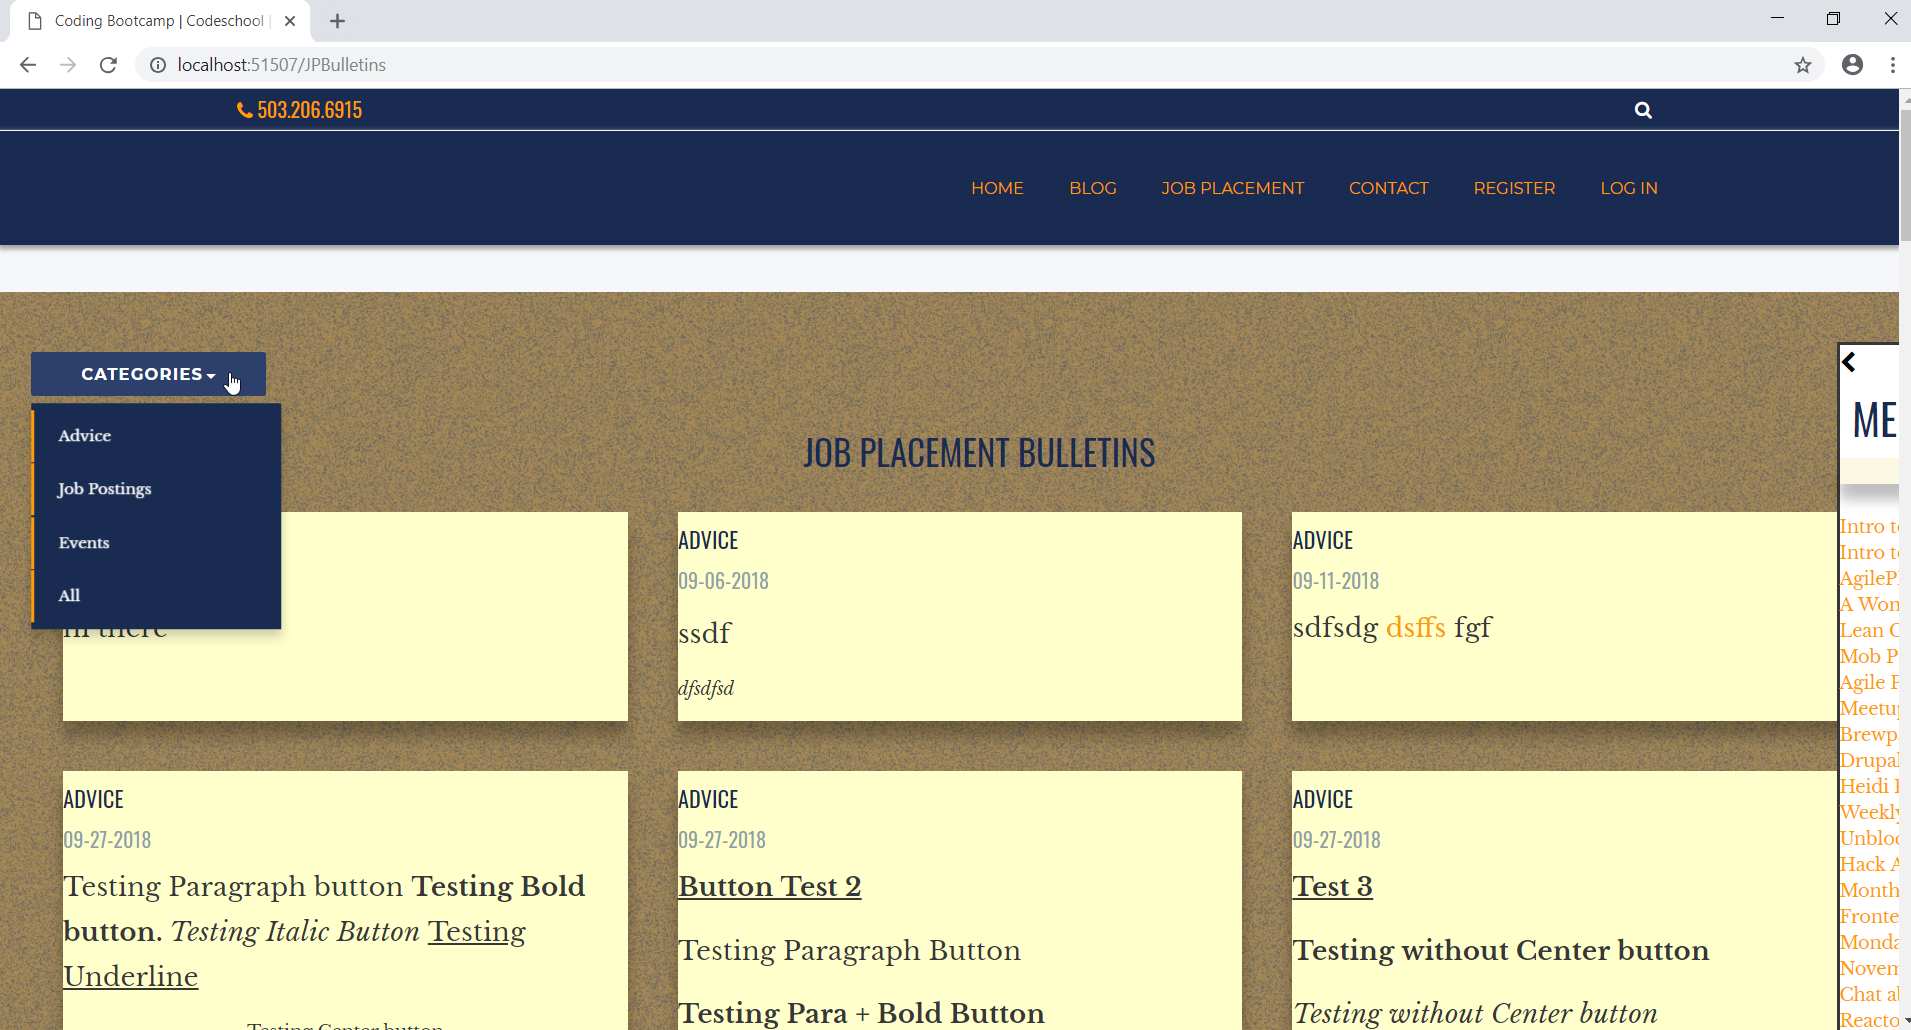 Coding Bootcamp | Codeschool |
localhost:51507/JPBulletins
503.206.6915
HOME BLOG JOB PLACEMENT CONTACT REGISTER LOG IN
CATEGORIES
Advice
Job Postings
Events
All
JOB PLACEMENT BULLETINS
hi there
ADVICE
09-06-2018
ssdf
dfsdfsd
ADVICE
09-11-2018
sdfsdg dsffs fgf
ADVICE
09-27-2018
Testing Paragraph button Testing Bold
button. Testing Italic Button Testing
Underline
Testing Center button
ADVICE
09-27-2018
Button Test 2
Testing Paragraph Button
Testing Para + Bold Button
ADVICE
09-27-2018
Test 3
Testing without Center button
Testing without Center button
ME
Intro t
Intro t
AgileP
A Won
Lean C
Mob P
Agile
Meetu
Brewp
Drupal
Heidi
Weekly
Unbloc
Hack A
Month
Fronte
Monda
Novem
Chat a
Reacto